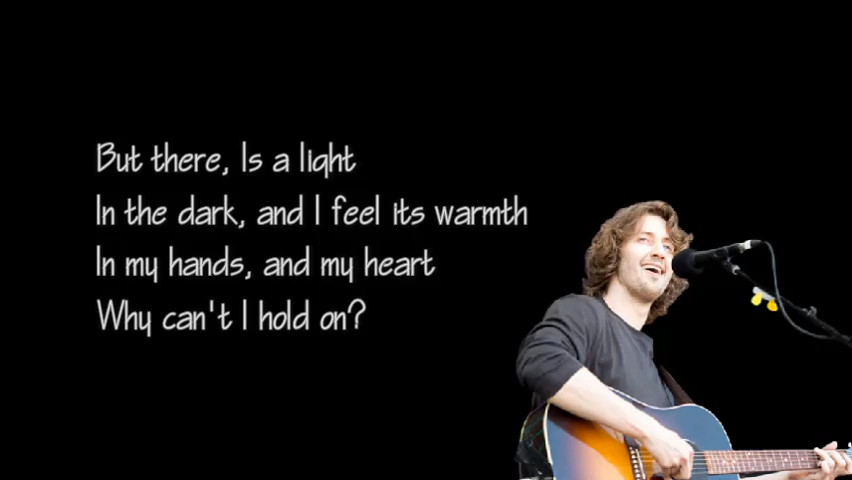 But there, Is a light
In the dark, and I feel its warmth
In my hands, and my heart
Why can't I hold on?